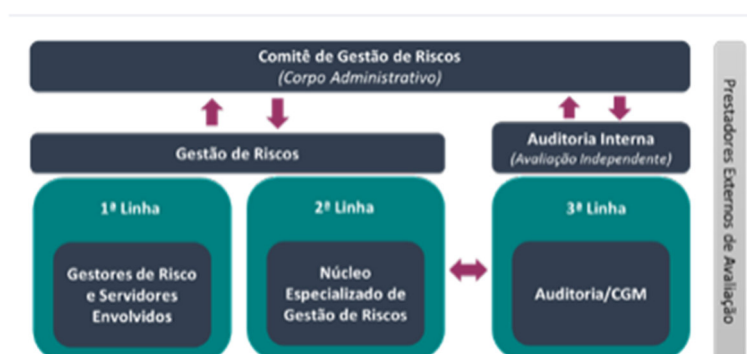 Comitê de Gestão de Riscos
(Corpo Administrativo)
Gestão de Riscos
Auditoria Interna
(Avaliação Independente)
1ª Linha
2ª Linha
3ª Linha
Gestores de Risco
e Servidores
Envolvidos
Núcleo
Especializado de
Gestão de Riscos
Auditoria/CGM
Prestadores Externos de Avaliação